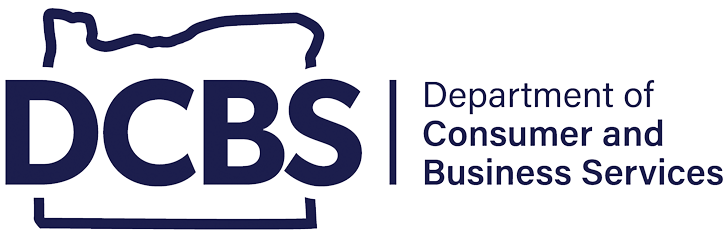 DCBS
Department of
Consumer and
Business Services